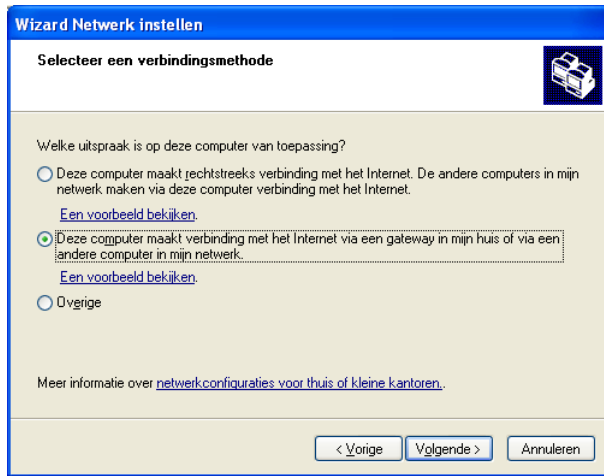 Wizard Netwerk instellen
Selecteer een verbindingsmethode
Welke uitspraak is op deze computer van toepassing?
Deze computer maakt rechtstreeks verbinding met het Internet. De andere computers in mijn
netwerk maken via deze computer verbinding met het Internet.
Een voorbeeld bekijken.
Deze computer maakt verbinding met het Internet via een gateway in mijn huis of via een
andere computer in mijn netwerk.
Een voorbeeld bekijken.
Overige
Meer informatie over netwerkconfiguraties voor thuis of kleine kantoren..
< Vorige Volgende > Annuleren